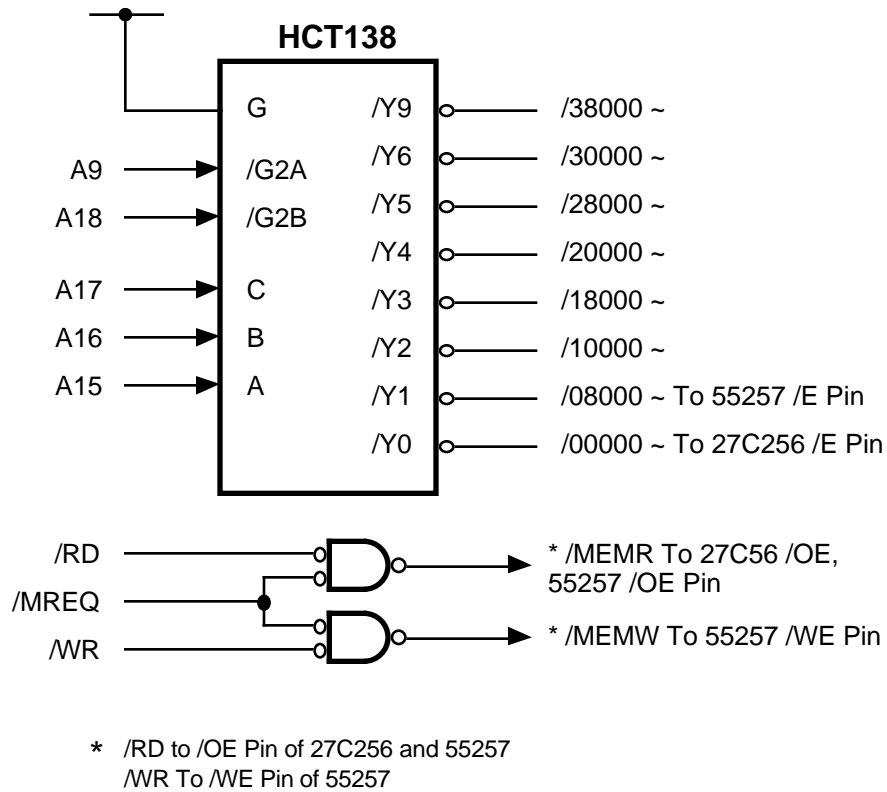 HCT138
G /Y9 /38000 ~
A9 /G2A /Y6 /30000 ~
A18 /G2B /Y5 /28000 ~
/Y4 /20000 ~
A17 C /Y3 /18000 ~
A16 B /Y2 /10000 ~
A15 A /Y1 /08000 ~ To 55257 /E Pin
/Y0 /00000 ~ To 27C256 /E Pin
/RD * /MEMR To 27C56 /OE,
55257 /OE Pin
/MREQ
/WR * /MEMW To 55257 /WE Pin
* /RD to /OE Pin of 27C256 and 55257
/WR To /WE Pin of 55257